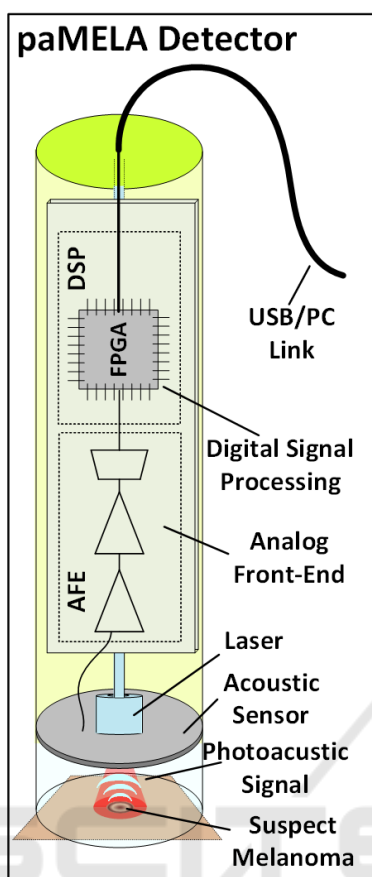 paMELA Detector
DSP
FPGA
USB/PC
Link
Digital Signal
Processing
AFE
Analog
Front-End
Laser
Acoustic
Sensor
Photoacustic
Signal
Suspect
Melanoma